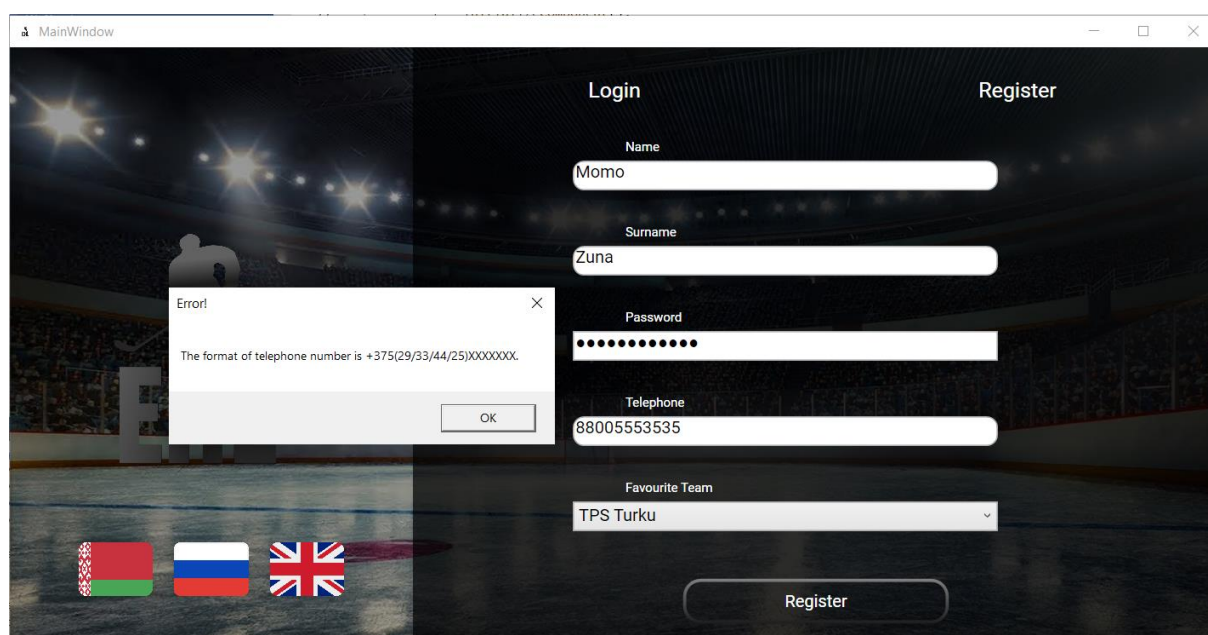 MainWindow
Login
Register
Name
Momo
Surname
Zuna
Error!
The format of telephone number is +375(29/33/44/25)XXXXXXX.
OK
Password
●●●●●●●●●●●●
Telephone
88005553535
Favourite Team
TPS Turku
Register